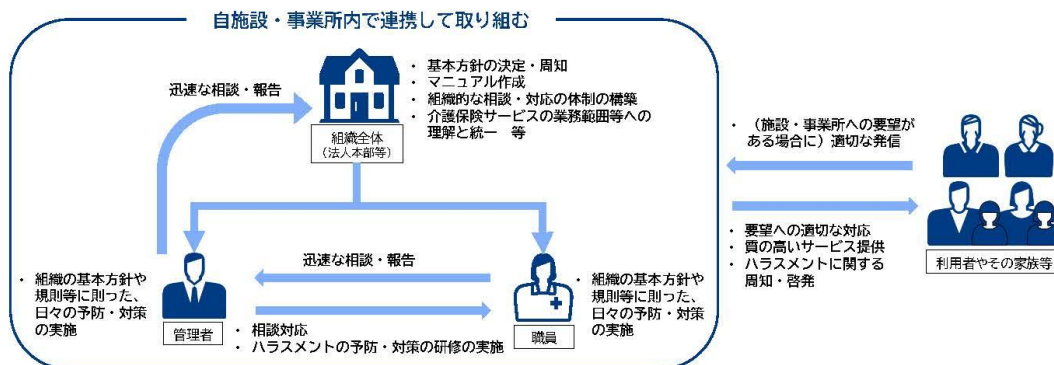 自施設・事業所内で連携して取り組む
・ 基本方針の決定・周知
・ マニュアル作成
・ 組織的な相談・対応の体制の構築
・ 介護保険サービスの業務範囲等への
理解と統一　等
迅速な相談・報告
組織全体
（法人本部等）
・ （施設・事業所への要望が
ある場合に）適切な発信
・ 要望への適切な対応
・ 質の高いサービス提供
・ ハラスメントに関する
周知・啓発
利用者やその家族等
迅速な相談・報告
・ 組織の基本方針や
規則等に則った、
日々の予防・対策
の実施
管理者
・ 相談対応
・ ハラスメントの予防・対策の研修の実施
職員
・ 組織の基本方針や
規則等に則った、
日々の予防・対策
の実施